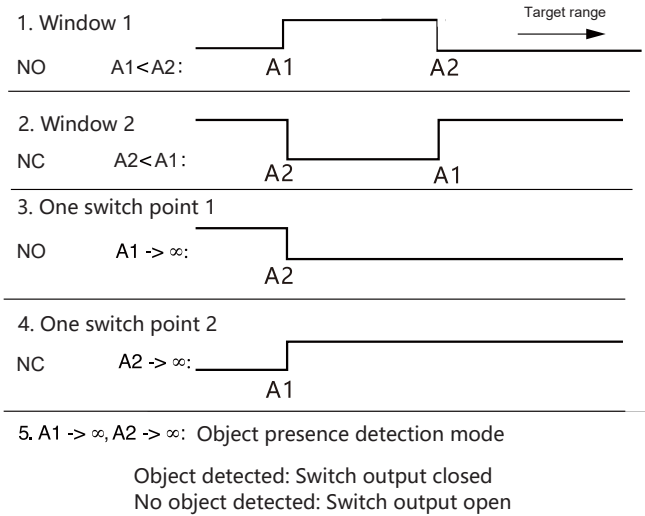 1. Window 1
Target range
NO A1<A2: A1 A2
2. Window 2
NC A2<A1: A2 A1
3. One switch point 1
NO A1 -> ∞: A2
4. One switch point 2
NC A2 -> ∞: A1
5. A1 -> ∞, A2 -> ∞: Object presence detection mode
Object detected: Switch output closed
No object detected: Switch output open